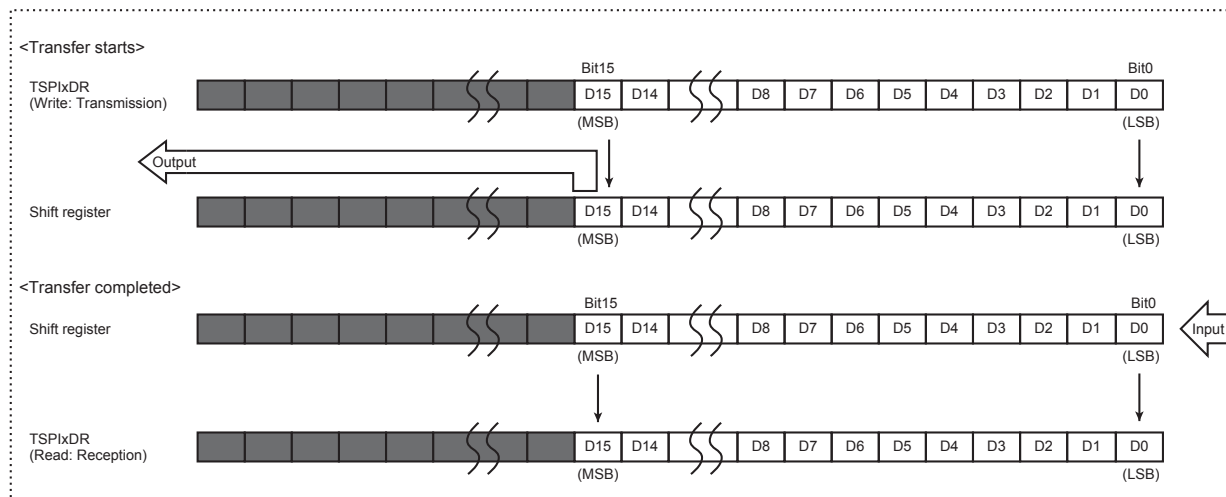 <Transfer starts>
Bit15 Bit0
TSPIxDR
(Write: Transmission)
D15 D14 D8 D7 D6 D5 D4 D3 D2 D1 D0
(MSB) (LSB)
Output
Shift register
D15 D14 D8 D7 D6 D5 D4 D3 D2 D1 D0
(MSB) (LSB)
<Transfer completed>
Bit15 Bit0
Shift register
D15 D14 D8 D7 D6 D5 D4 D3 D2 D1 D0
Input
(MSB) (LSB)
TSPIxDR
(Read: Reception)
D15 D14 D8 D7 D6 D5 D4 D3 D2 D1 D0
(MSB) (LSB)